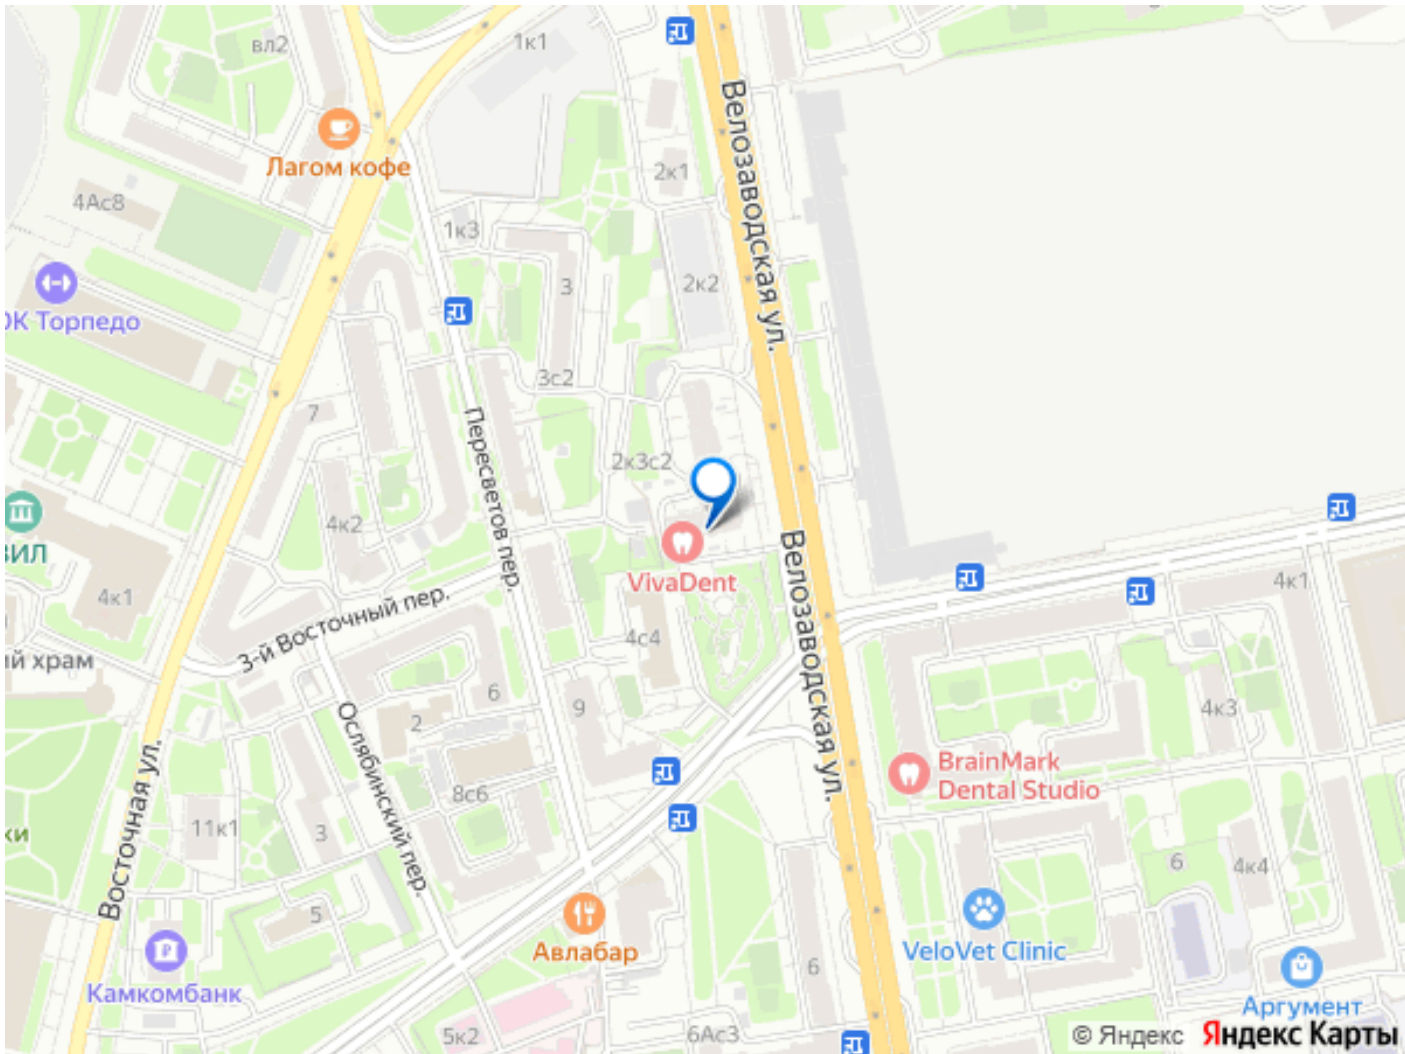 вл2
1к1
Велозаводская ул.
Лагом кофе
2к1
4Ас8
1к3
3
2к2
ОК Торпедо
3с2
7
Пересветов пер.
2к3с2
4к2
ЗИЛ
Велозаводская ул.
VivaDent
4к1
4к1
3-й Восточный пер.
4с4
ий храм
6
9
2
4к3
Ослябинский пер.
Восточная ул.
BrainMark
Dental Studio
8с6
11к1
3
ки
6
4к4
5
Авлабар
VeloVet Clinic
6
Камкомбанк
Аргумент
5к2
6Ас3
© Яндекс Яндекс Карты